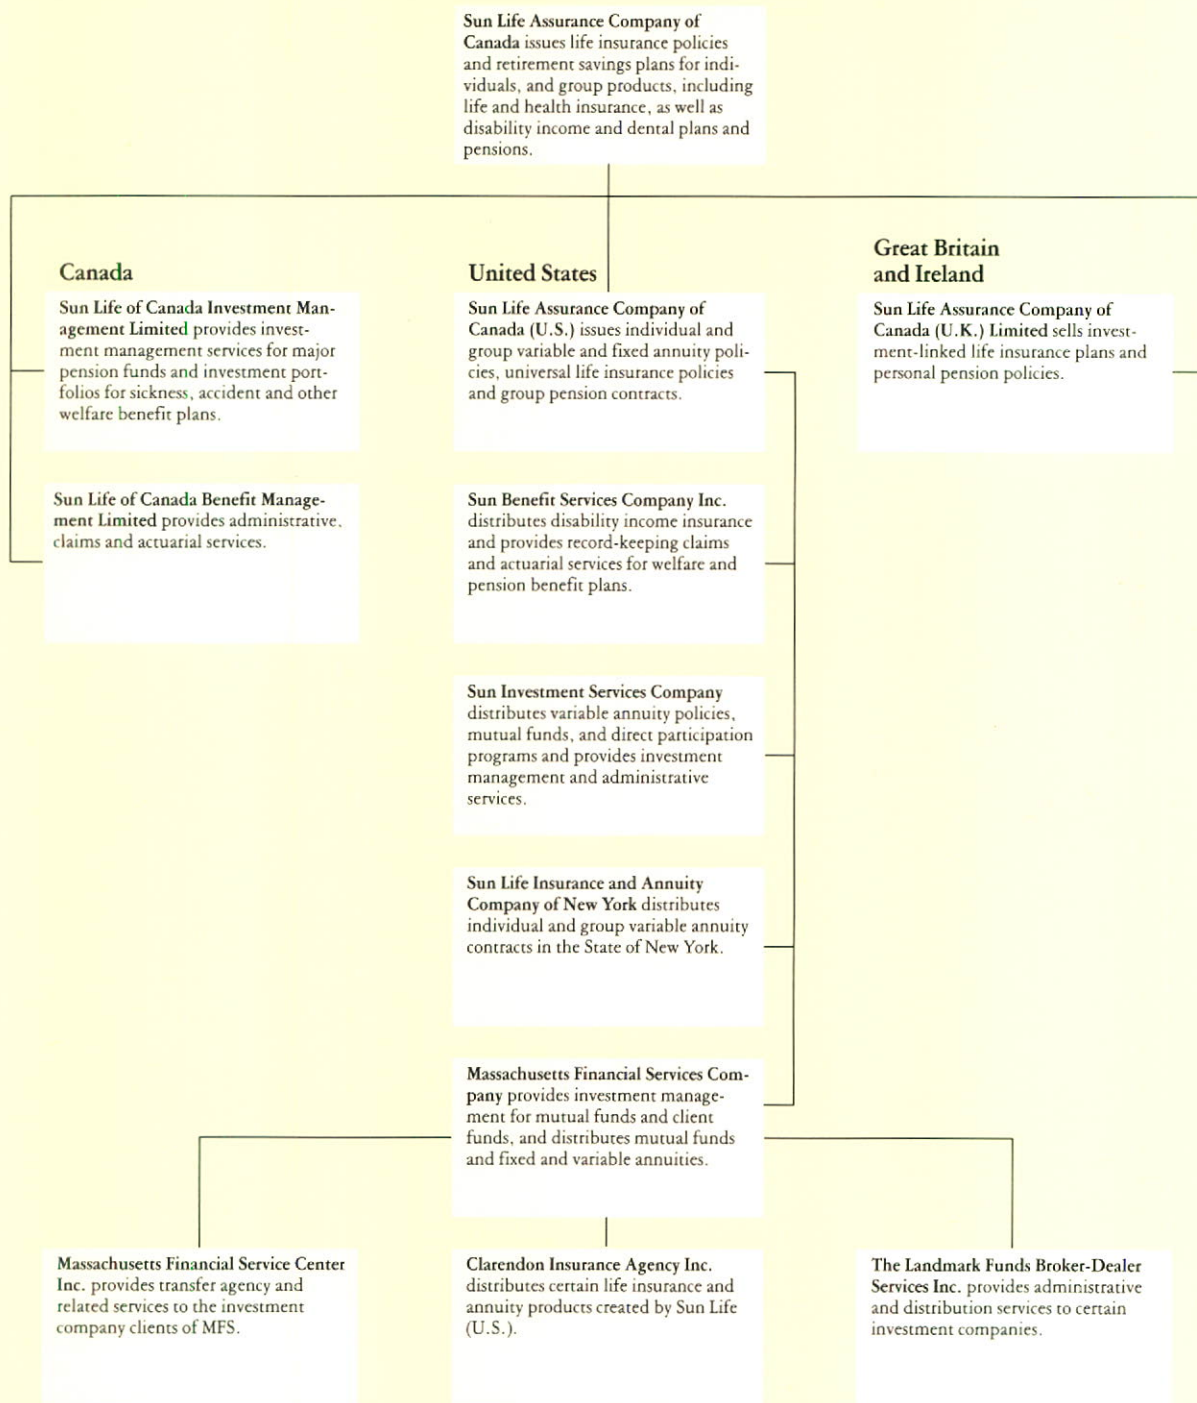 Sun Life Assurance Company of
Canada issues life insurance policies
and retirement savings plans for indi-
viduals, and group products, including
life and health insurance, as well as
disability income and dental plans and
pensions.
Canada
Sun Life of Canada Investment Man-
agement Limited provides invest-
ment management services for major
pension funds and investment port-
folios for sickness, accident and other
welfare benefit plans.
Sun Life of Canada Benefit Manage-
ment Limited provides administrative,
claims and actuarial services.
United States
Sun Life Assurance Company of
Canada (U.S.) issues individual and
group variable and fixed annuity poli-
cies, universal life insurance policies
and group pension contracts.
Sun Benefit Services Company Inc.
distributes disability income insurance
and provides record-keeping claims
and actuarial services for welfare and
pension benefit plans.
Sun Investment Services Company
distributes variable annuity policies,
mutual funds, and direct participation
programs and provides investment
management and administrative
services.
Sun Life Insurance and Annuity
Company of New York distributes
individual and group variable annuity
contracts in the State of New York.
Massachusetts Financial Services Com-
pany provides investment manage-
ment for mutual funds and client
funds, and distributes mutual funds
and fixed and variable annuities.
Great Britain
and Ireland
Sun Life Assurance Company of
Canada (U.K.) Limited sells invest-
ment-linked life insurance plans and
personal pension policies.
Massachusetts Financial Service Center
Inc. provides transfer agency and
related services to the investment
company clients of MFS.
Clarendon Insurance Agency Inc.
distributes certain life insurance and
annuity products created by Sun Life
(U.S.).
The Landmark Funds Broker-Dealer
Services Inc. provides administrative
and distribution services to certain
investment companies.